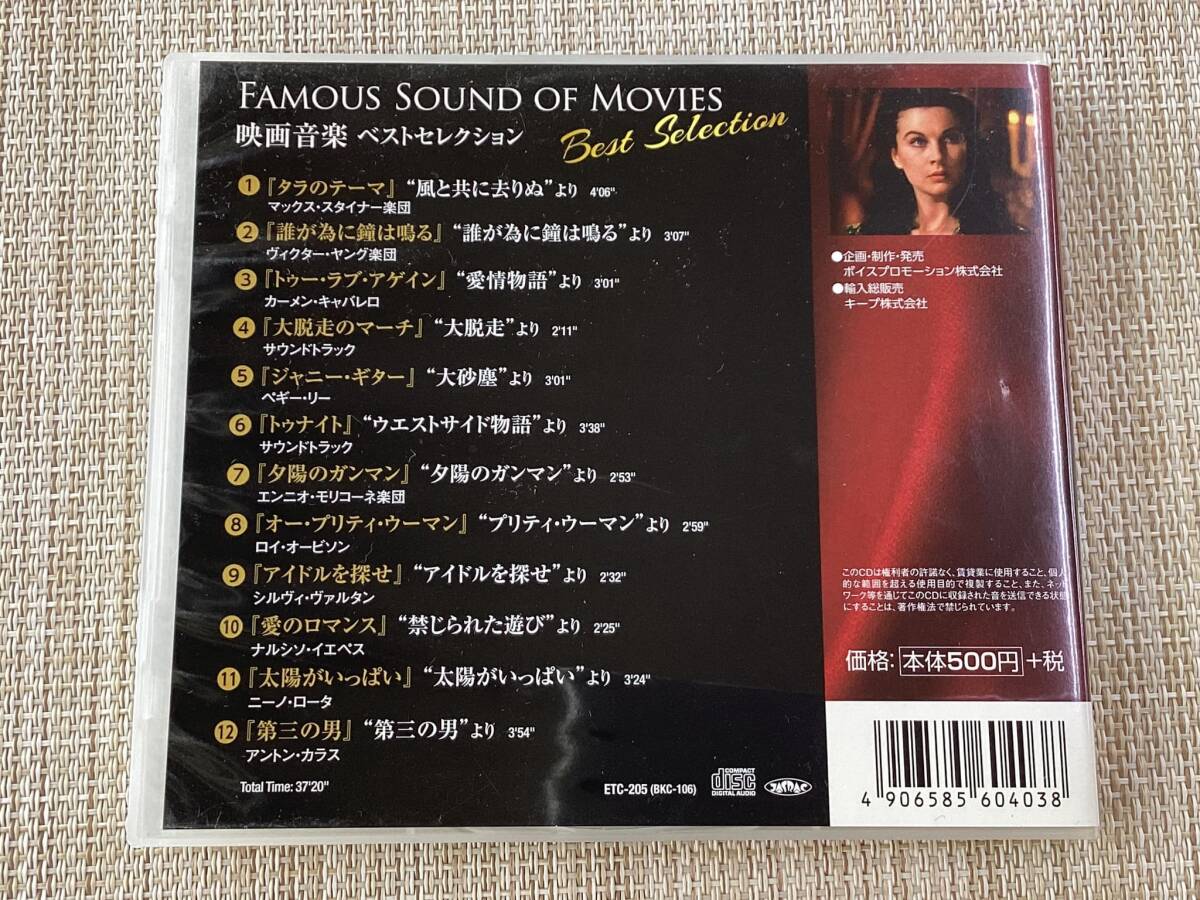 FAMOUS SOUND OF MOVIES
映画音楽 ベストセレクション
Best Selection
1 『タラのテーマ』 “風と共に去りぬ”より 4'06"
マックス・スタイナー楽団
2 『誰が為に鐘は鳴る』 “誰が為に鐘は鳴る”より 3'07"
ヴィクター・ヤング楽団
3 『トゥー・ラブ・アゲイン』 “愛情物語”より 3'01"
カーメン・キャバレロ
4 『大脱走のマーチ』 “大脱走”より 2'11"
サウンドトラック
5 『ジャニー・ギター』 “大砂塵”より 3'01"
ペギー・リー
6 『トゥナイト』 “ウエストサイド物語”より 3'38"
サウンドトラック
7 『夕陽のガンマン』 “夕陽のガンマン”より 2'53"
エンニオ・モリコーネ楽団
8 『オー・プリティ・ウーマン』 “プリティ・ウーマン”より 2'59"
ロイ・オービソン
9 『アイドルを探せ』 “アイドルを探せ”より 2'32"
シルヴィ・ヴァルタン
10 『愛のロマンス』 “禁じられた遊び”より 2'25"
ナルシソ・イエペス
11 『太陽がいっぱい』 “太陽がいっぱい”より 3'24"
ニーノ・ロータ
12 『第三の男』 “第三の男”より 3'54"
アントン・カラス
Total Time: 37'20"
ETC-205 (BKC-106)
COMPACT
disc
DIGITAL AUDIO
JASRAC
●企画・制作・発売
ボイスプロモーション株式会社
●輸入総販売
キープ株式会社
このCDは権利者の許諾なく、賃貸業に使用すること、個人
的な範囲を超える使用目的で複製すること、また、ネット
ワーク等を通じてこのCDに収録された音を送信できる状態
にすることは、著作権法で禁じられています。
価格: 本体500円 +税
4 906585 604038